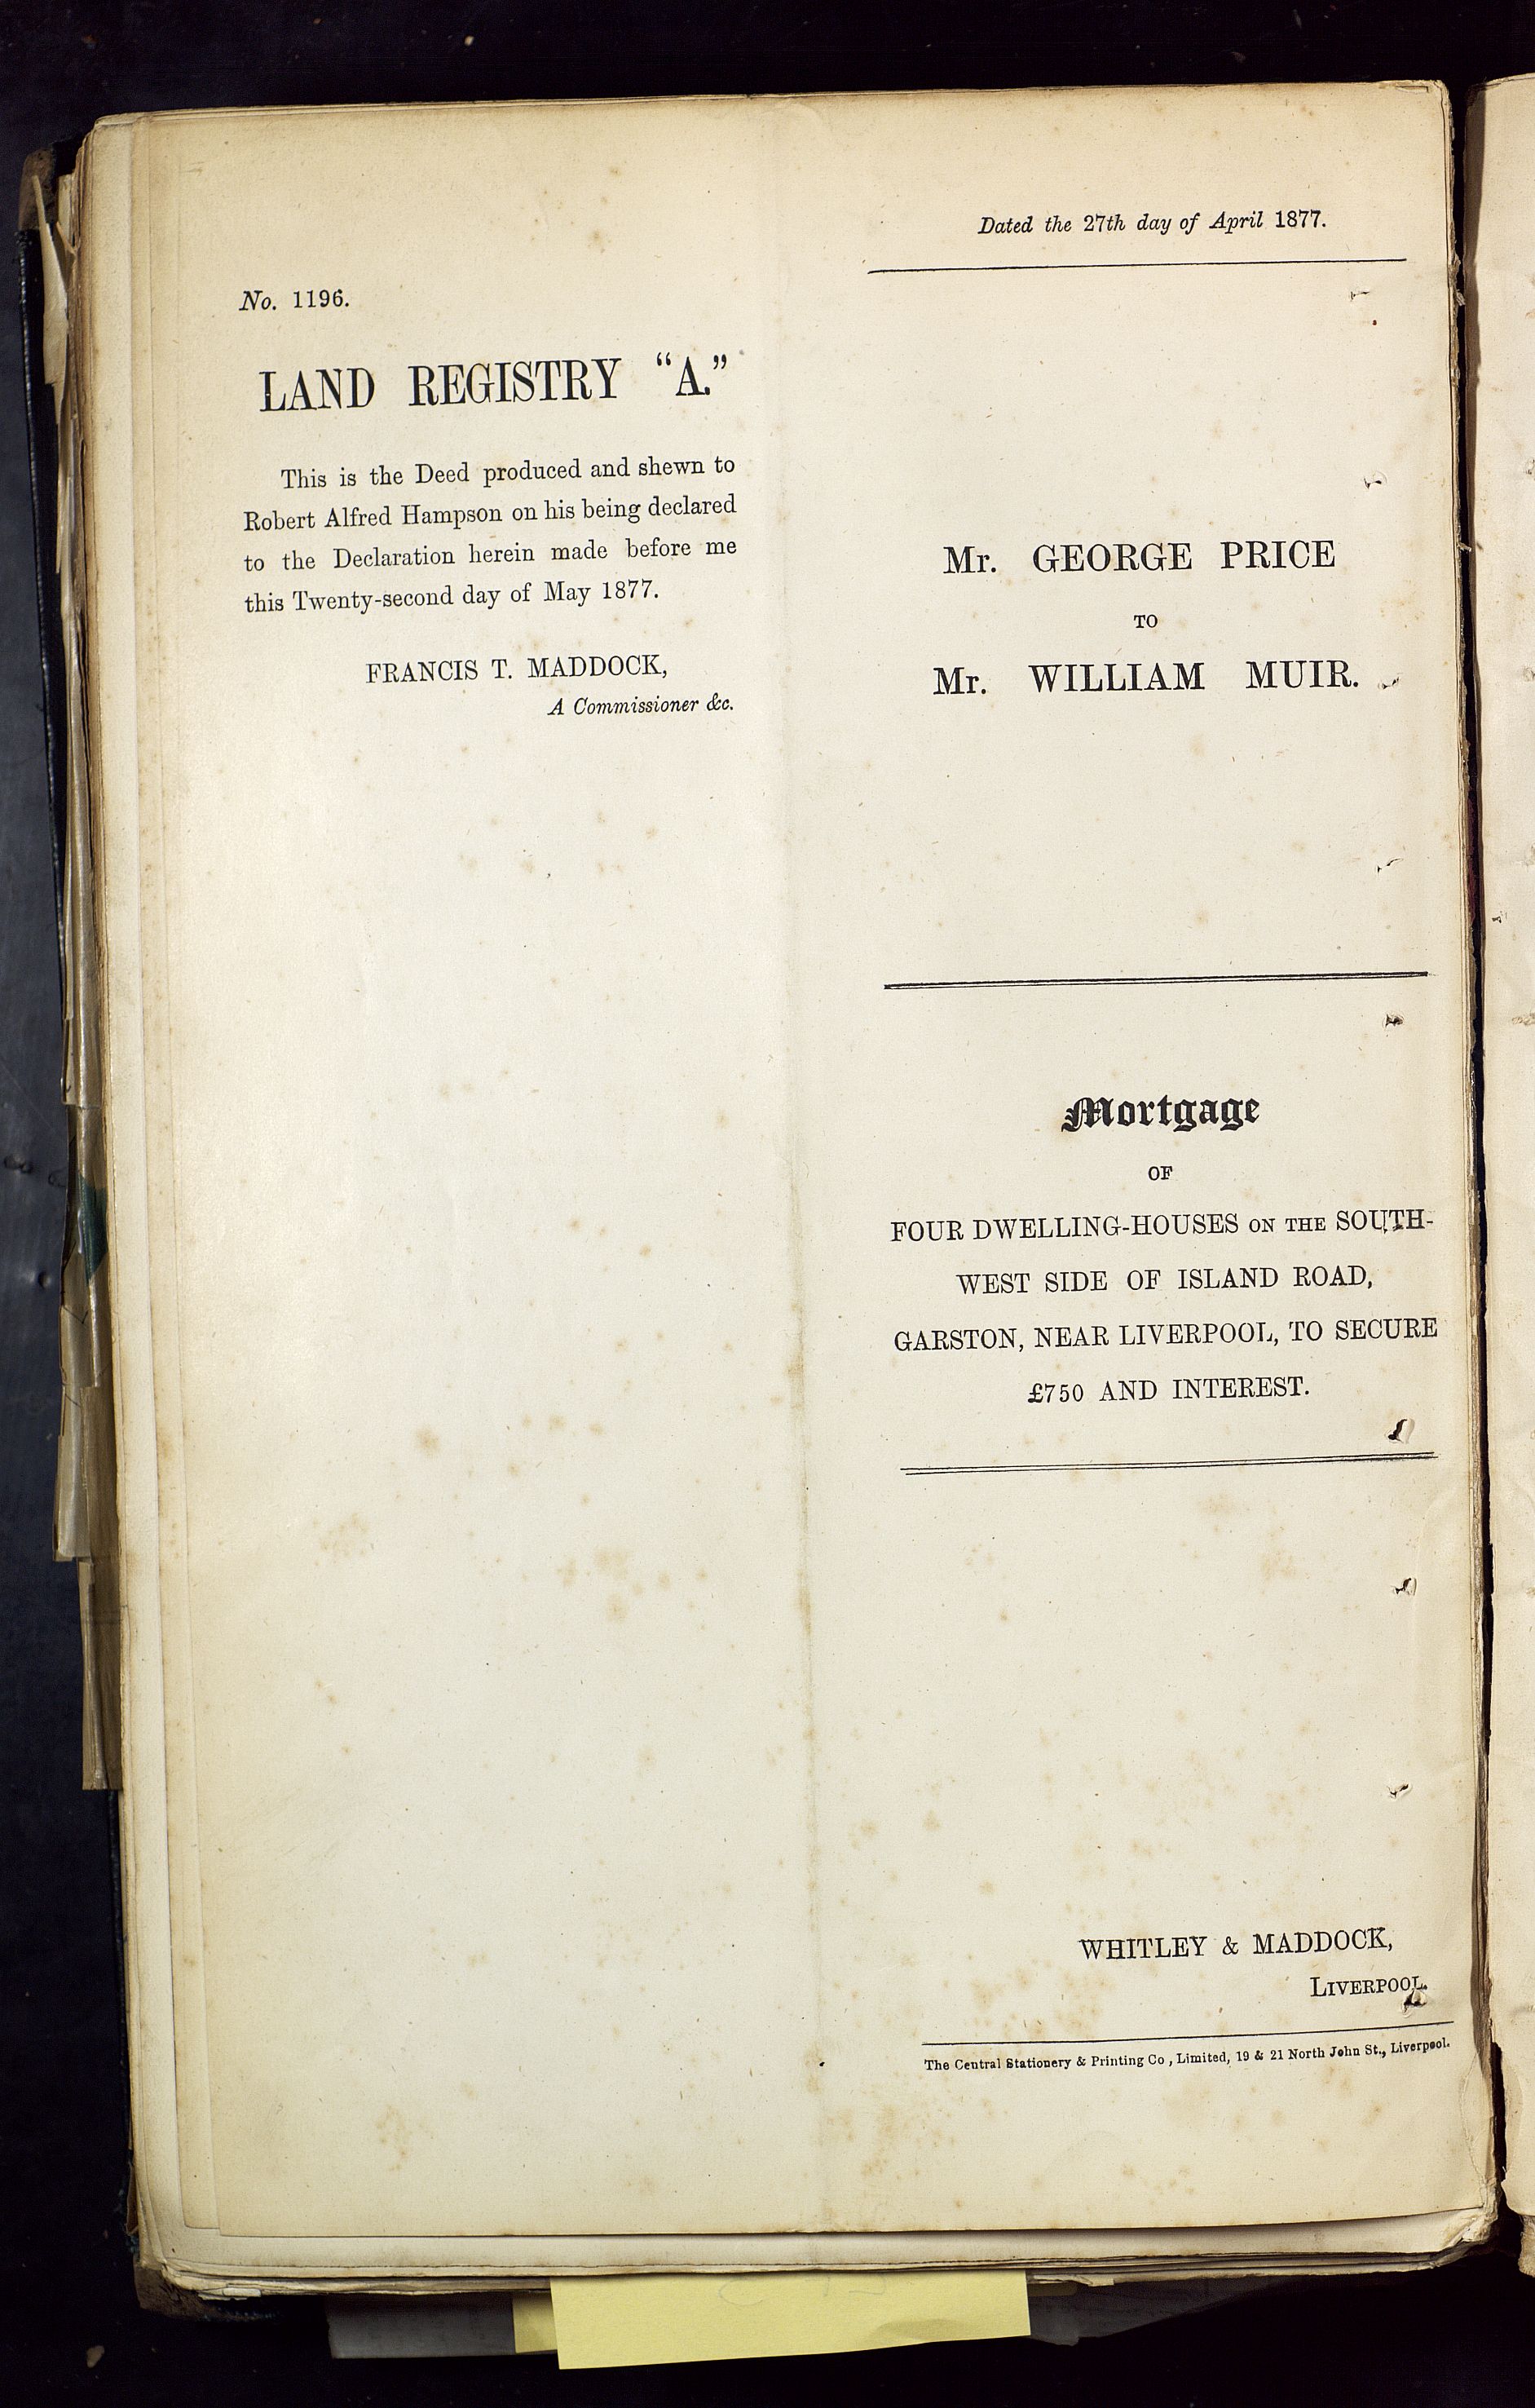 No. 1196.
LAND REGISTRY "A."
This is the Deed produced and shewn to
Robert Alfred Hampson on his being declared
to the Declaration herein made before me
this Twenty-second day of May 1877.
FRANCIS T. MADDOCK,
A Commissioner &c.
Dated the 27th day of April 1877.
Mr. GEORGE PRICE
TO
Mr. WILLIAM MUIR.
Mortgage
OF
FOUR DWELLING-HOUSES ON THE SOUTH-
WEST SIDE OF ISLAND ROAD,
GARSTON, NEAR LIVERPOOL, TO SECURE
£750 AND INTEREST.
WHITLEY & MADDOCK,
LIVERPOOL.
The Central Stationery & Printing Co, Limited, 19 & 21 North John St., Liverpool.